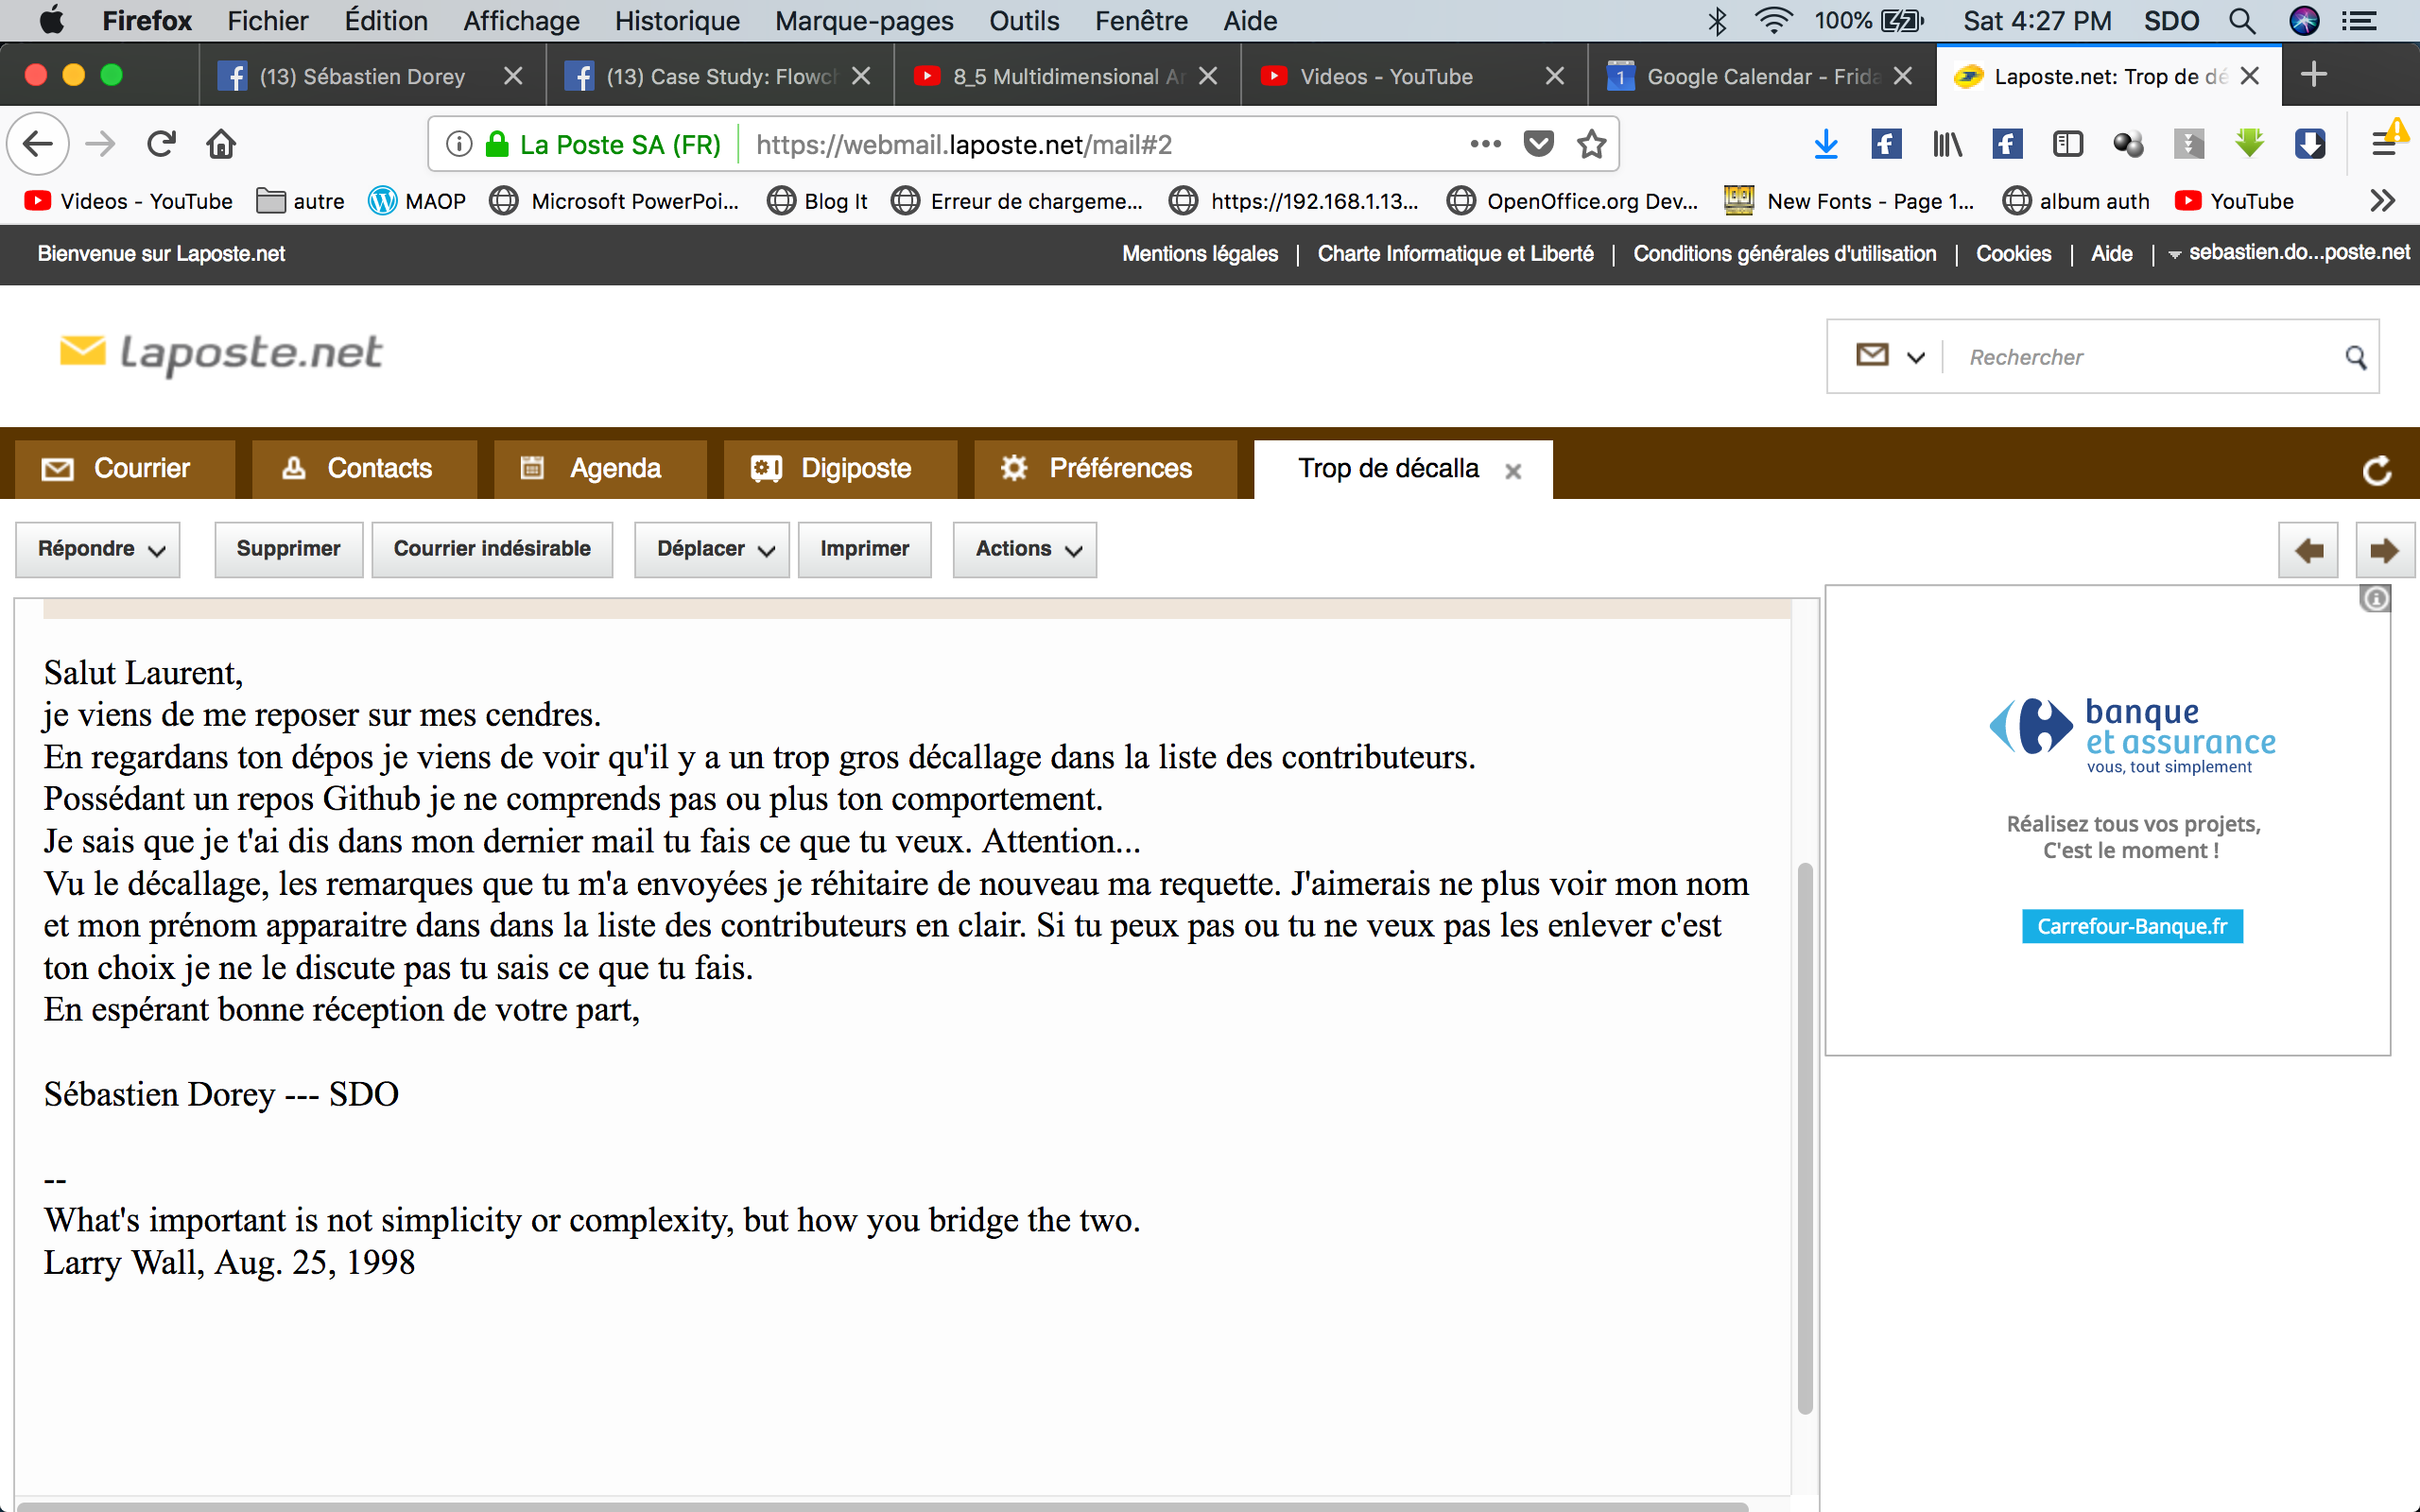 Firefox Fichier Édition Affichage Historique Marque-pages Outils Fenêtre Aide 100% Sat 4:27 PM SDO
(13) Sébastien Dorey
(13) Case Study: Flowch
8_5 Multidimensional Ar
Videos - YouTube
1 Google Calendar - Frida
Laposte.net: Trop de dé
La Poste SA (FR) https://webmail.laposte.net/mail#2
Videos - YouTube autre MAOP Microsoft PowerPoi... Blog It Erreur de chargeme... https://192.168.1.13... OpenOffice.org Dev... New Fonts - Page 1... album auth YouTube
Bienvenue sur Laposte.net Mentions légales | Charte Informatique et Liberté | Conditions générales d'utilisation | Cookies | Aide | sebastien.do...poste.net
Laposte.net
Rechercher
Courrier Contacts Agenda Digiposte Préférences Trop de décalla
Répondre Supprimer Courrier indésirable Déplacer Imprimer Actions
Salut Laurent,
je viens de me reposer sur mes cendres.
En regardans ton dépos je viens de voir qu'il y a un trop gros décallage dans la liste des contributeurs.
Possédant un repos Github je ne comprends pas ou plus ton comportement.
Je sais que je t'ai dis dans mon dernier mail tu fais ce que tu veux. Attention...
Vu le décallage, les remarques que tu m'a envoyées je réhitaire de nouveau ma requette. J'aimerais ne plus voir mon nom
et mon prénom apparaitre dans dans la liste des contributeurs en clair. Si tu peux pas ou tu ne veux pas les enlever c'est
ton choix je ne le discute pas tu sais ce que tu fais.
En espérant bonne réception de votre part,
Sébastien Dorey --- SDO
--
What's important is not simplicity or complexity, but how you bridge the two.
Larry Wall, Aug. 25, 1998
banque
et assurance
vous, tout simplement
Réalisez tous vos projets,
C'est le moment !
Carrefour-Banque.fr